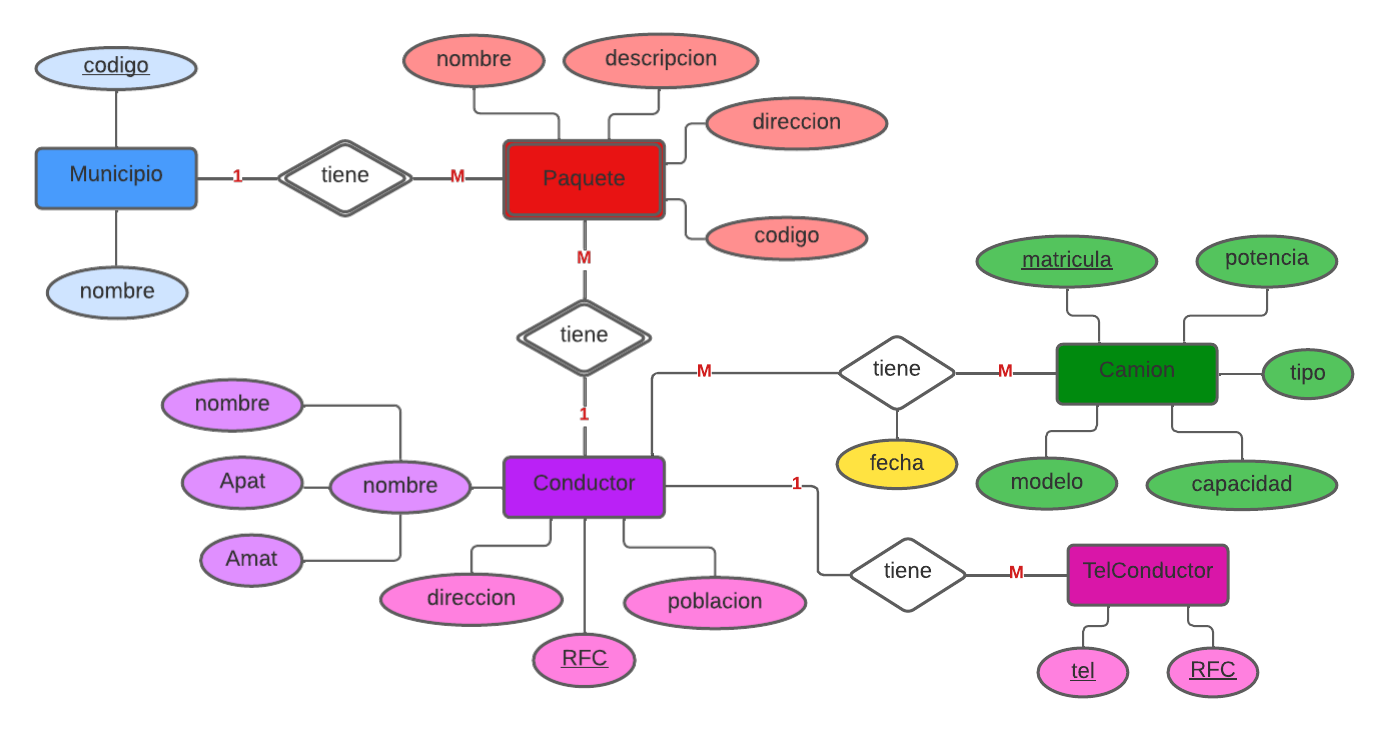 codigo
Municipio
nombre
1
tiene
M
nombre
descripcion
direccion
Paquete
codigo
M
tiene
1
nombre
Apat
Amat
nombre
Conductor
direccion
RFC
poblacion
M
tiene
M
fecha
matricula
potencia
Camion
tipo
modelo
capacidad
1
tiene
M
TelConductor
tel
RFC